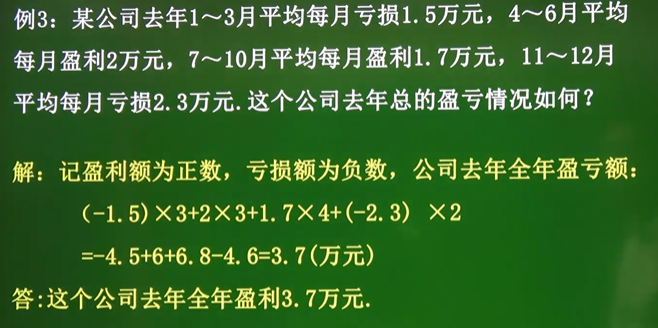 例3：某公司去年1～3月平均每月亏损1.5万元，4～6月平均
每月盈利2万元，7～10月平均每月盈利1.7万元，11～12月
平均每月亏损2.3万元.这个公司去年总的盈亏情况如何？
解：记盈利额为正数，亏损额为负数，公司去年全年盈亏额：
（-1.5)×3+2×3+1.7×4+(-2.3) ×2
=-4.5+6+6.8-4.6=3.7(万元)
答:这个公司去年全年盈利3.7万元.